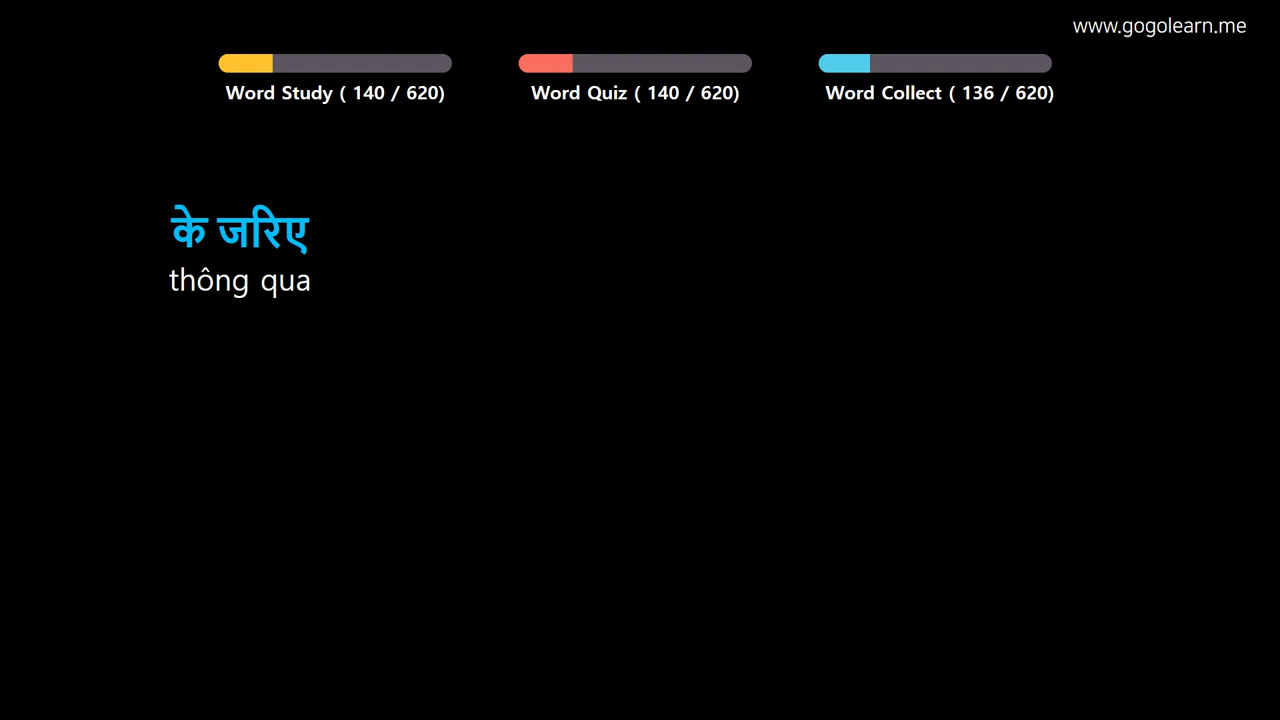 www.gogolearn.me
Word Study ( 140 / 620)
Word Quiz ( 140 / 620)
Word Collect ( 136 / 620)
के जरिए
thông qua